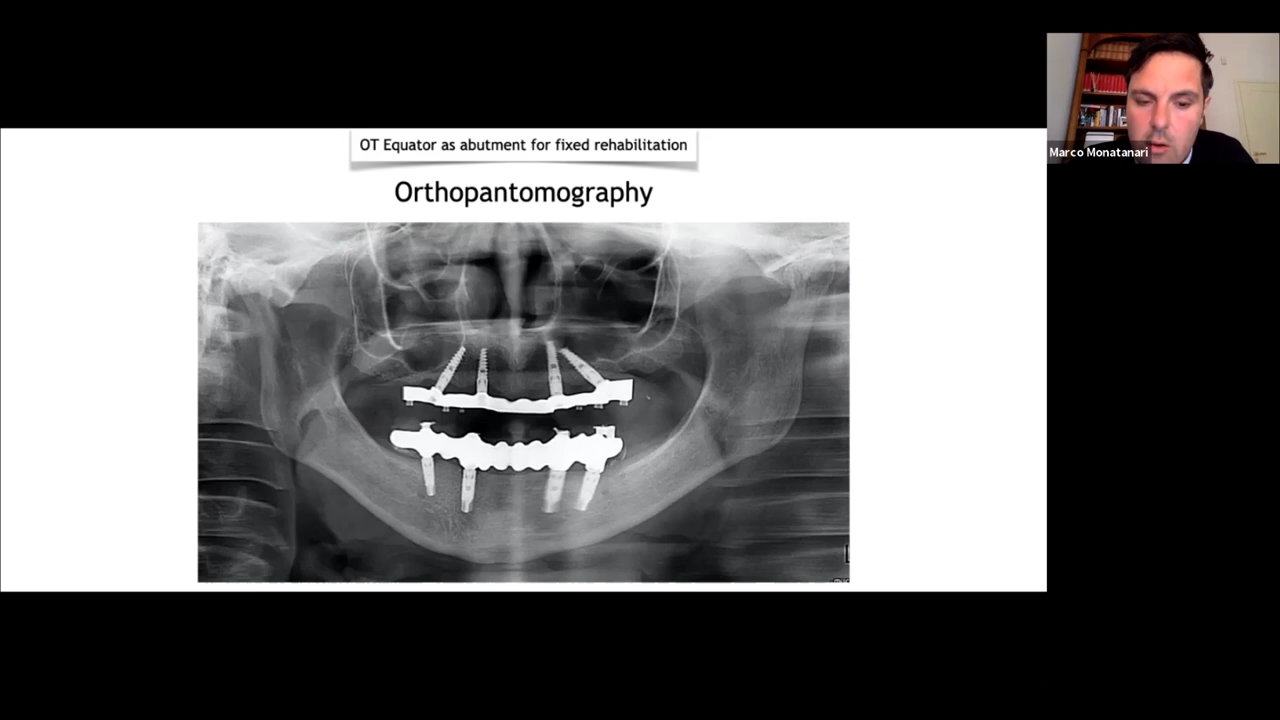 OT Equator as abutment for fixed rehabilitation
Orthopantomography
Marco Monatanari
L